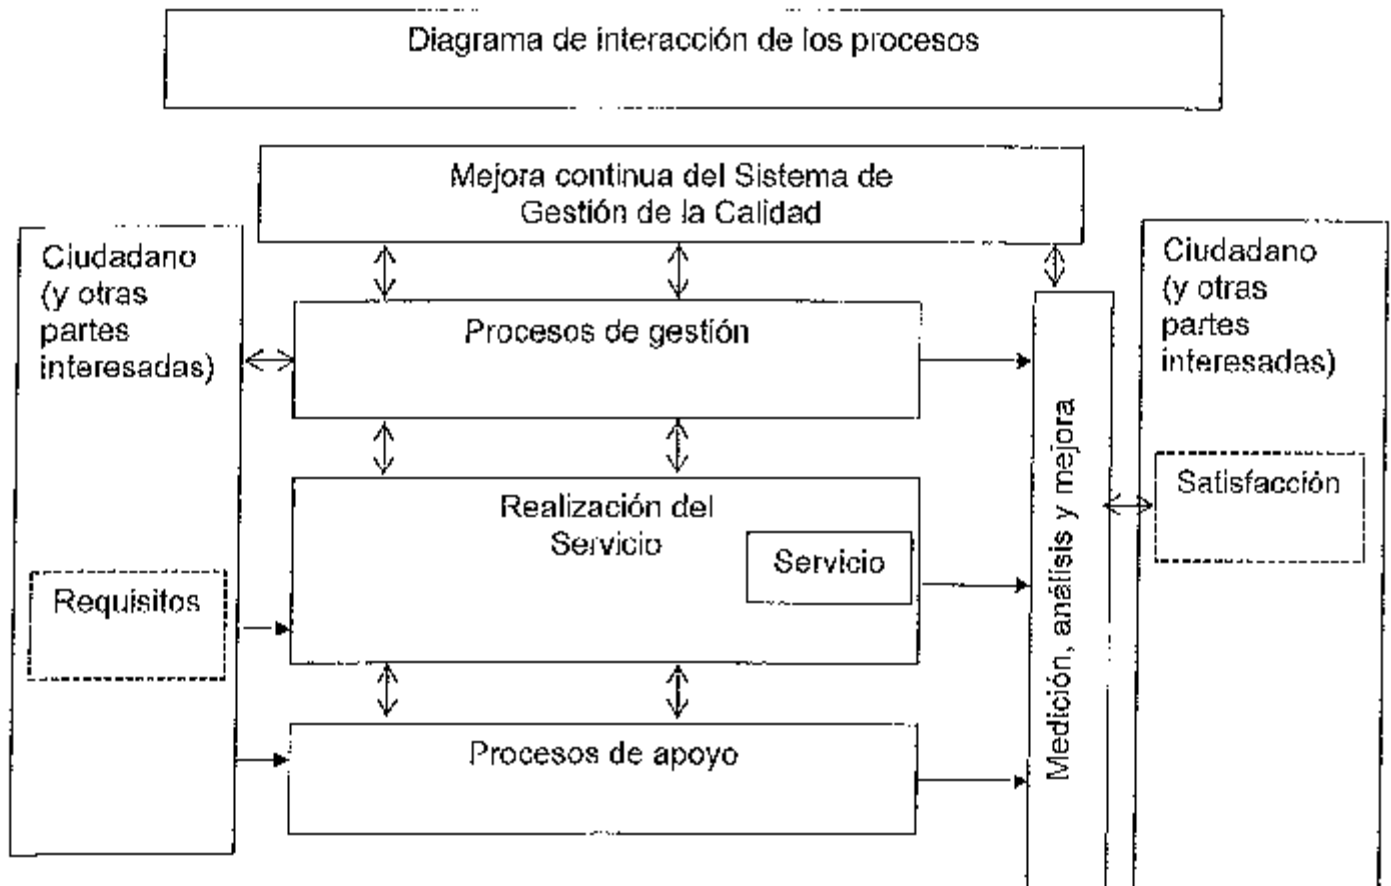 Diagrama de interacción de los procesos
Mejora continua del Sistema de
Gestión de la Calidad
Ciudadano
(y otras
partes
interesadas)
Requisitos
Procesos de gestión
Realización del
Servicio
Servicio
Procesos de apoyo
Medición, análisis y mejora
Ciudadano
(y otras
partes
interesadas)
Satisfacción